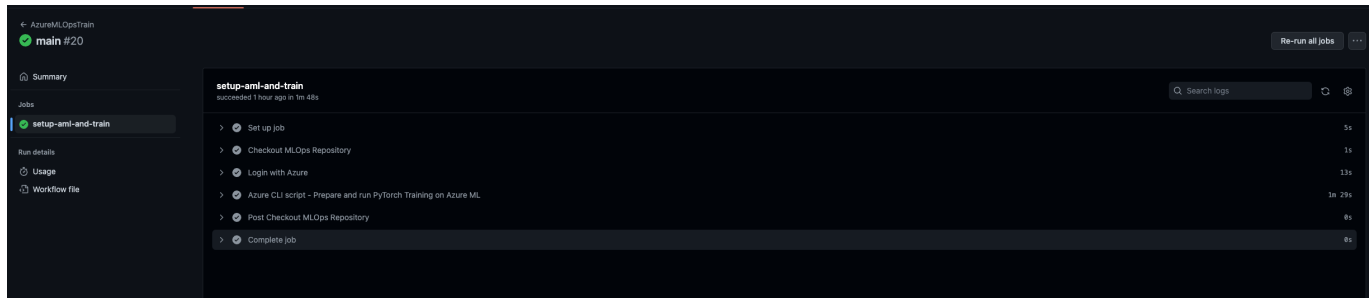 ← AzureMLOpsTrain
main #20
Re-run all jobs
...
Summary
Jobs
setup-aml-and-train
Run details
Usage
Workflow file
setup-aml-and-train
succeeded 1 hour ago in 1m 48s
Search logs
Set up job 5s
Checkout MLOps Repository 1s
Login with Azure 13s
Azure CLI script - Prepare and run PyTorch Training on Azure ML 1m 29s
Post Checkout MLOps Repository 0s
Complete job 0s